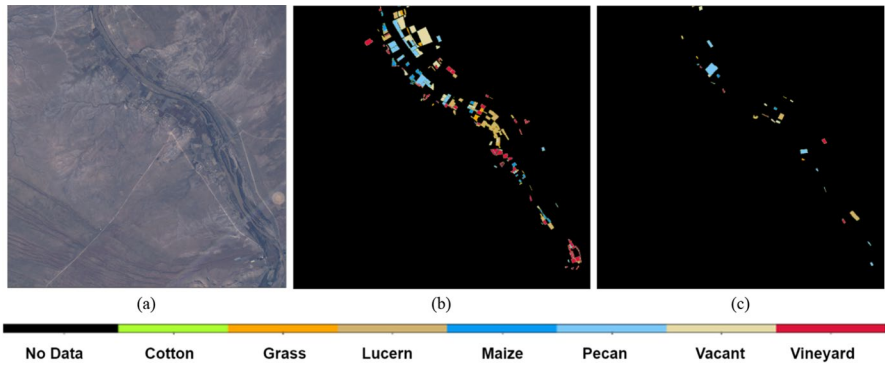 (a) (b) (c)
No Data Cotton Grass Lucern Maize Pecan Vacant Vineyard